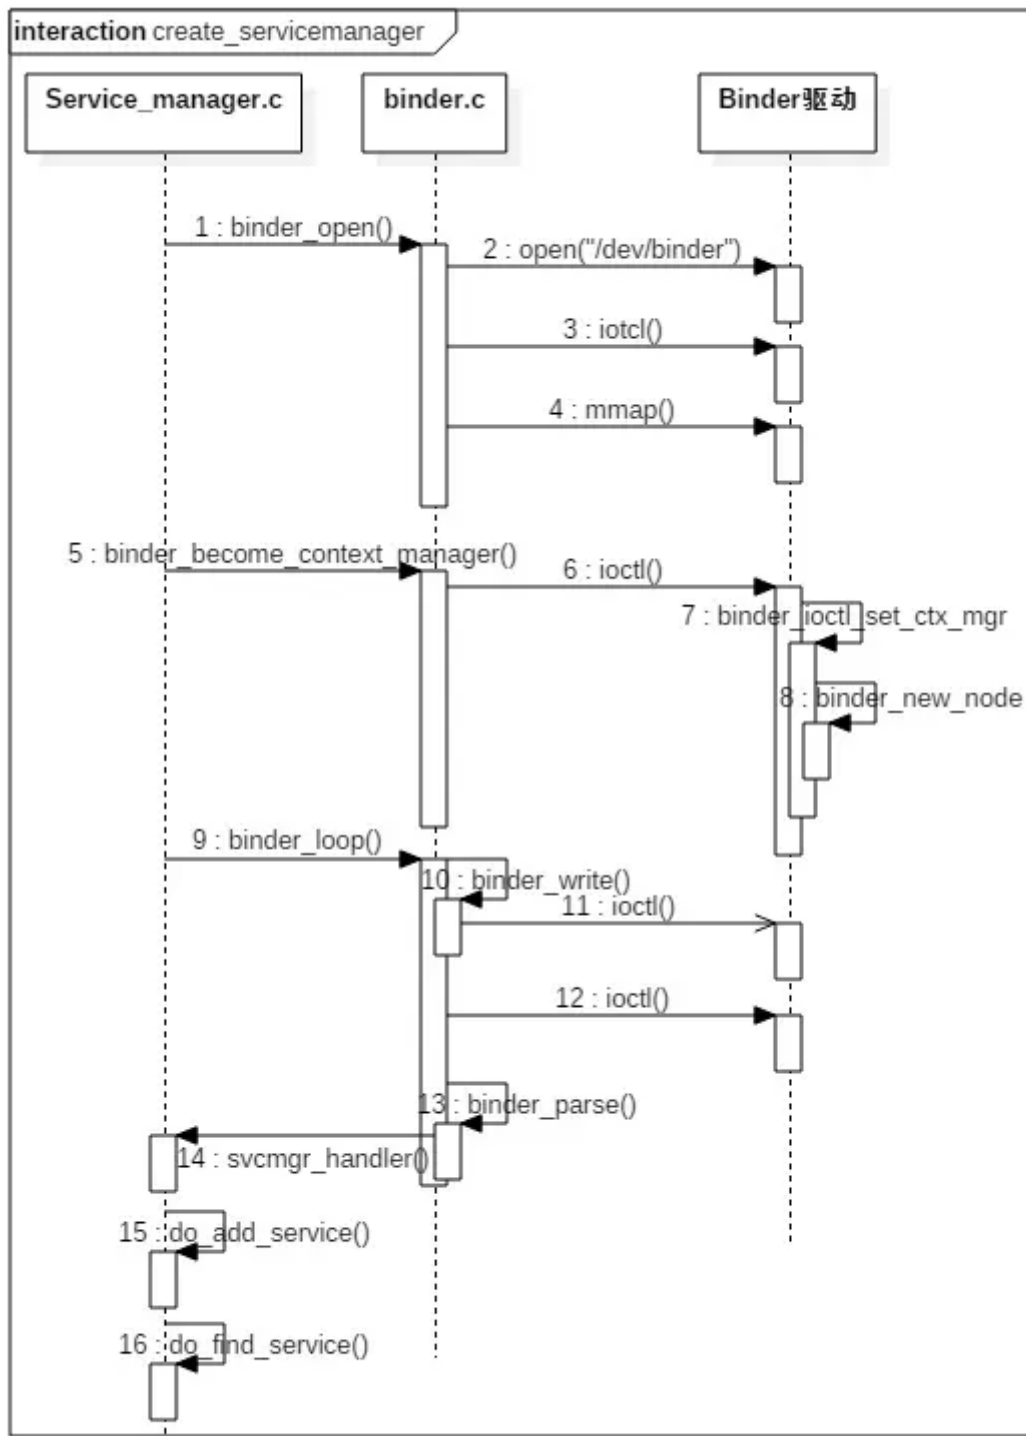 interaction create_servicemanager
Service_manager.c
binder.c
Binder驱动
1 : binder_open()
2 : open("/dev/binder")
3 : iotcl()
4 : mmap()
5 : binder_become_context_manager()
6 : ioctl()
7 : binder_ioctl_set_ctx_mgr
8 : binder_new_node
9 : binder_loop()
10 : binder_write()
11 : ioctl()
12 : ioctl()
13 : binder_parse()
14 : svcmgr_handler()
15 : do_add_service()
16 : do_find_service()